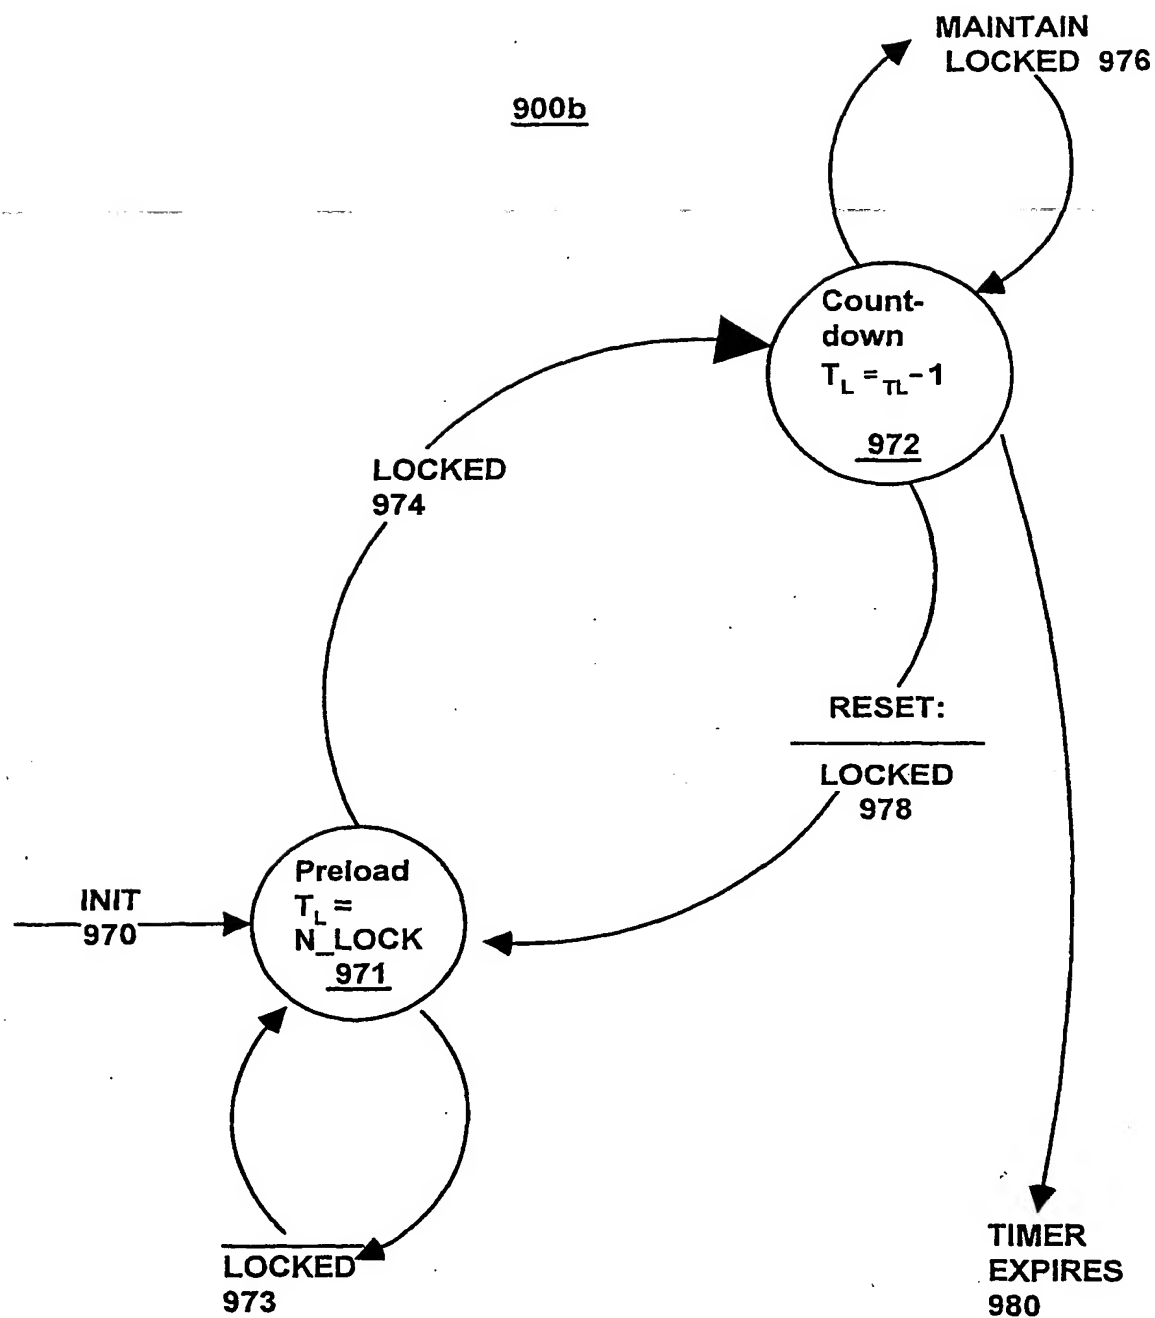 MAINTAIN
LOCKED 976
900b
Count-
down
T_L = TL-1
972
LOCKED
974
RESET:
LOCKED
978
Preload
T_L =
N_LOCK
971
INIT
970
LOCKED
973
TIMER
EXPIRES
980